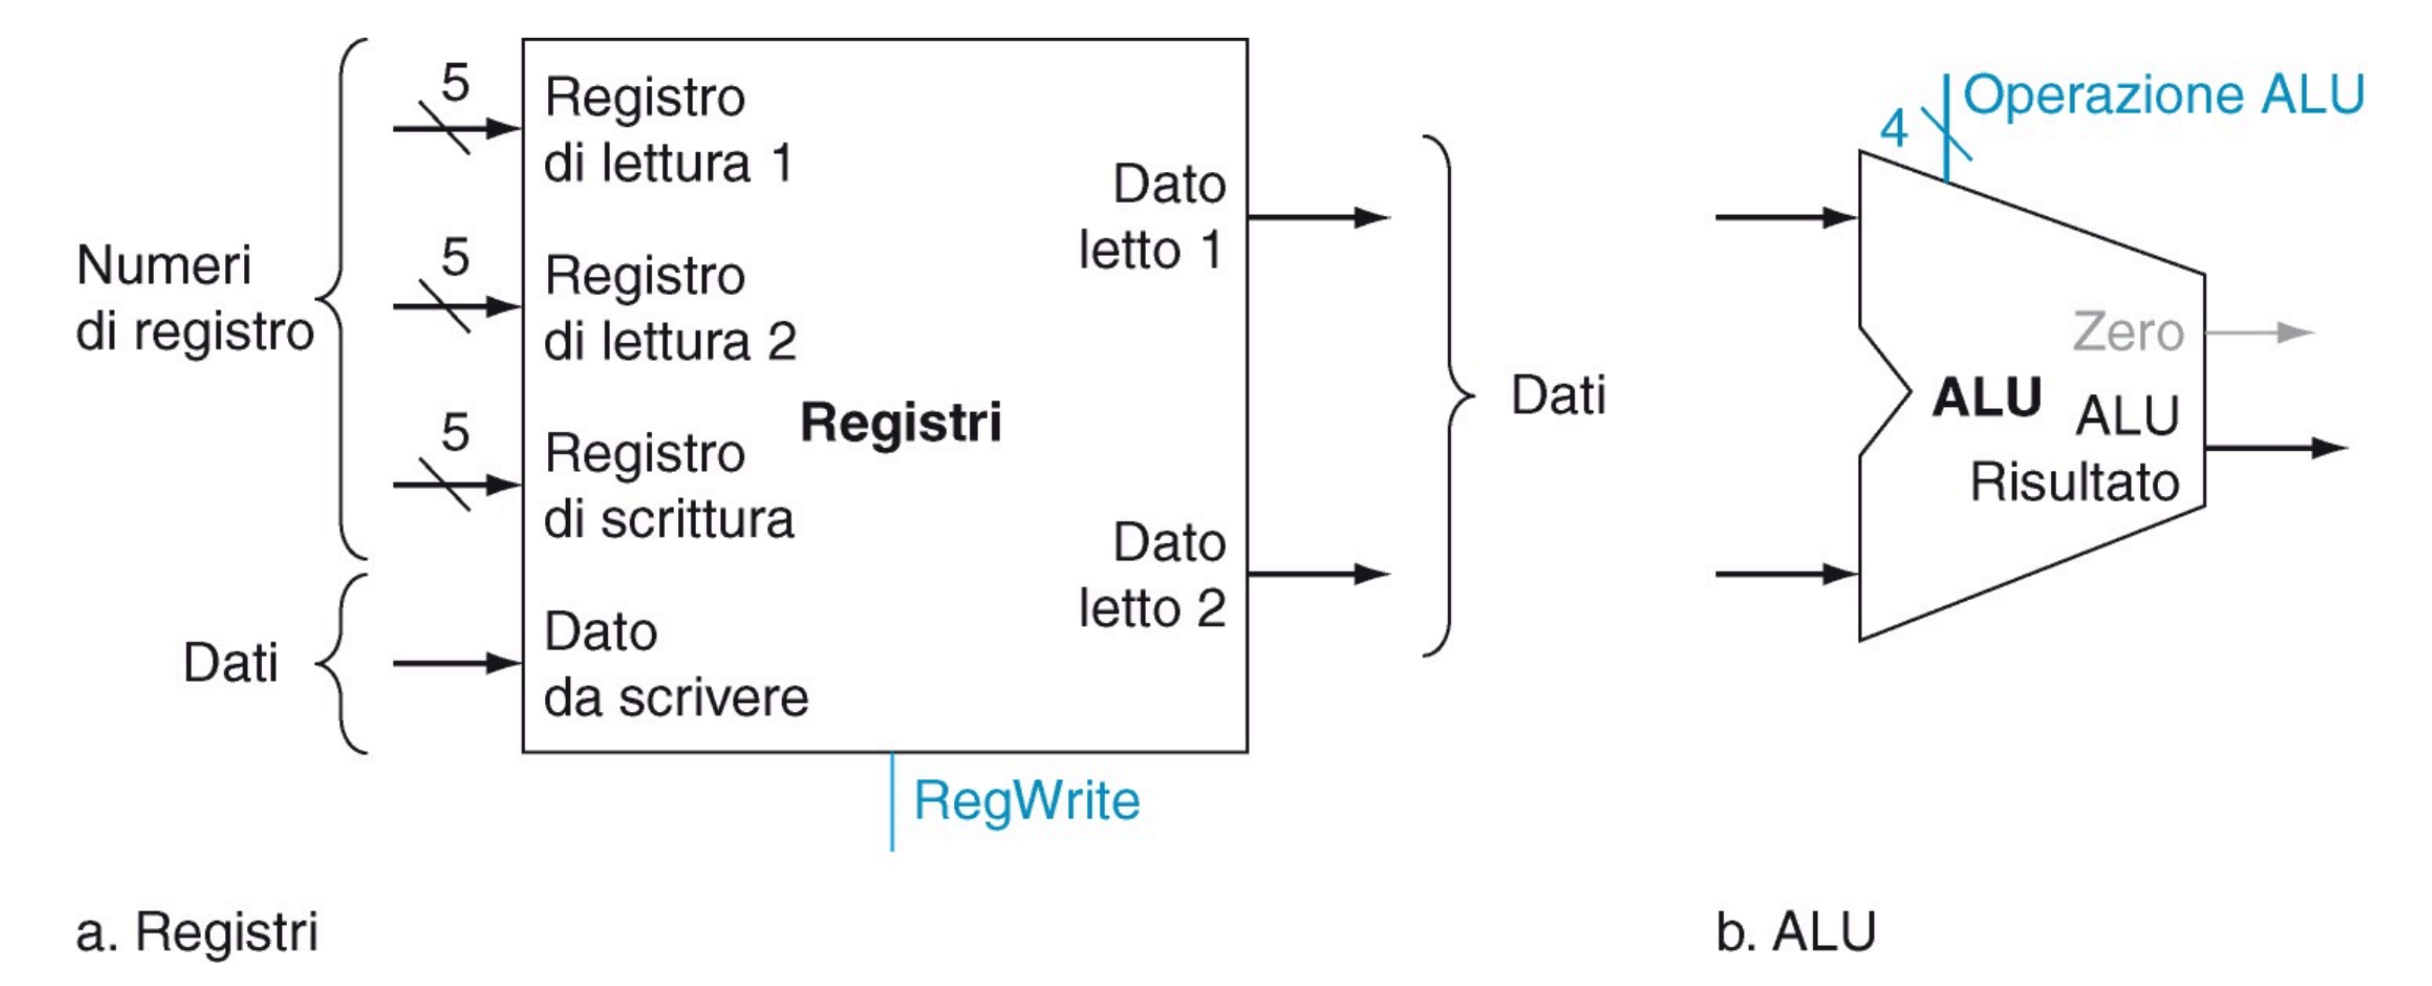 5
Registro
di lettura 1
5
Registro
di lettura 2
5
Registro
di scrittura
Dato
da scrivere
Numeri
di registro
Dati
Registri
Dato
letto 1
Dato
letto 2
Dati
RegWrite
a. Registri
4
Operazione ALU
Zero
ALU
ALU
Risultato
b. ALU